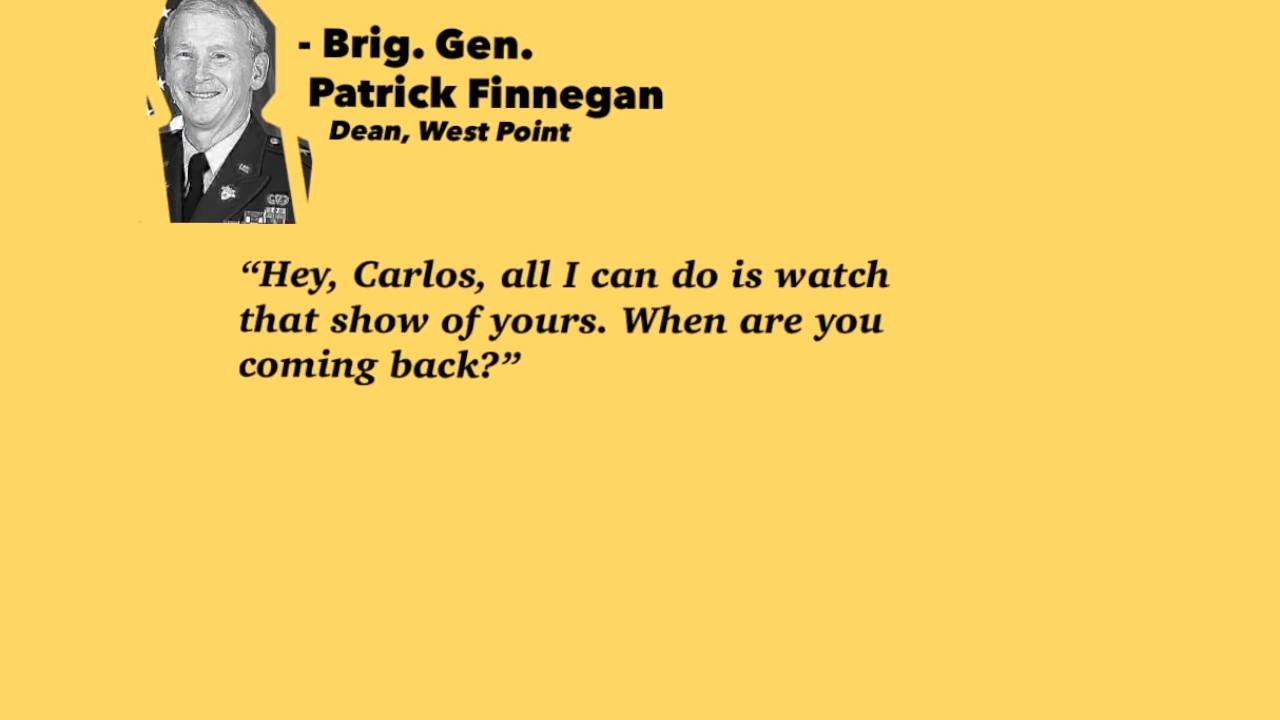 - Brig. Gen.
Patrick Finnegan
Dean, West Point
“Hey, Carlos, all I can do is watch
that show of yours. When are you
coming back?”